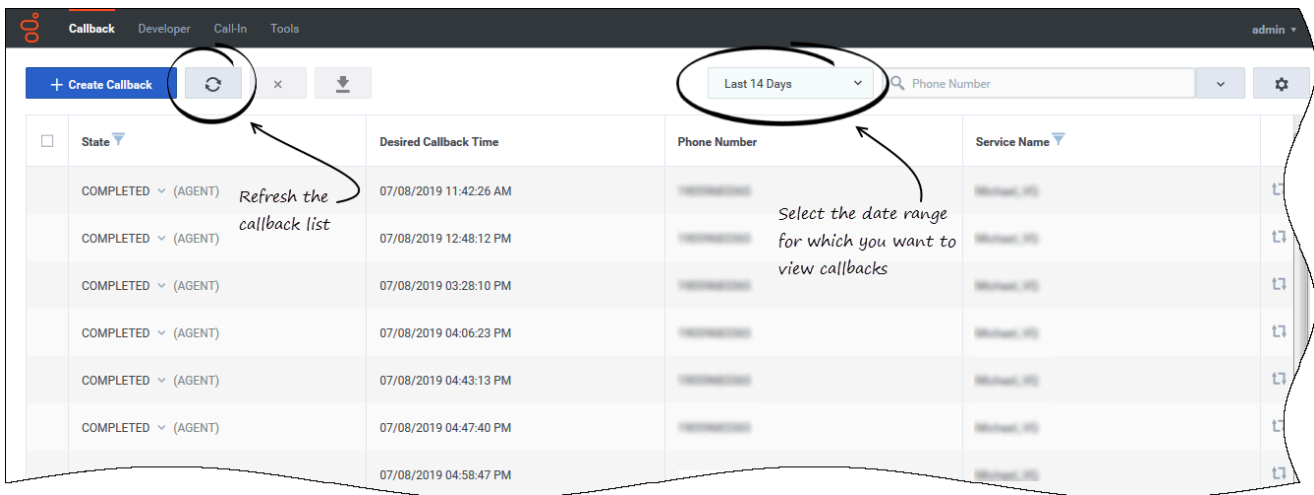 Callback Developer Call-In Tools admin
+ Create Callback Last 14 Days Phone Number
State Desired Callback Time Phone Number Service Name
COMPLETED (AGENT) 07/08/2019 11:42:26 AM
Refresh the
callback list
COMPLETED (AGENT) 07/08/2019 12:48:12 PM
Select the date range
for which you want to
view callbacks
COMPLETED (AGENT) 07/08/2019 03:28:10 PM
COMPLETED (AGENT) 07/08/2019 04:06:23 PM
COMPLETED (AGENT) 07/08/2019 04:43:13 PM
COMPLETED (AGENT) 07/08/2019 04:47:40 PM
07/08/2019 04:58:47 PM